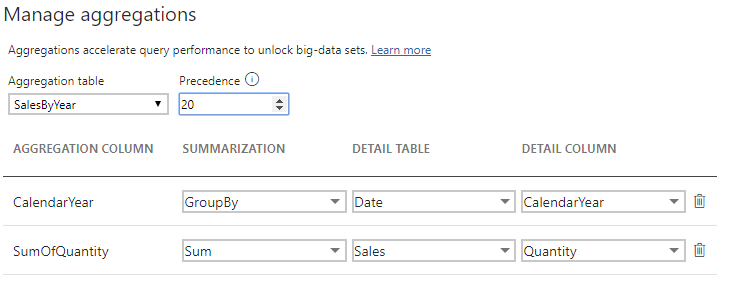 Manage aggregations
Aggregations accelerate query performance to unlock big-data sets. Learn more
Aggregation table Precedence
SalesByYear 20
AGGREGATION COLUMN SUMMARIZATION DETAIL TABLE DETAIL COLUMN
CalendarYear GroupBy Date CalendarYear
SumOfQuantity Sum Sales Quantity